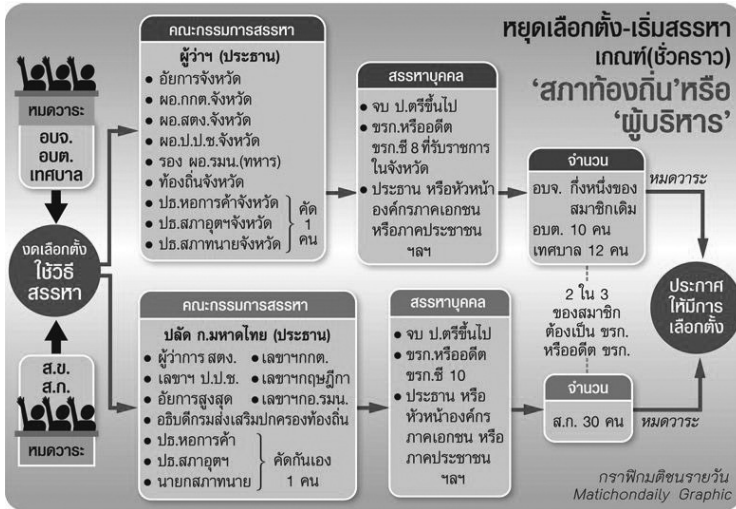 หยุดเลือกตั้ง-เริ่มสรรหา
เกณฑ์(ชั่วคราว)
‘สภาท้องถิ่น’หรือ
‘ผู้บริหาร’
หมดวาระ
อบจ.
อบต.
เทศบาล
งดเลือกตั้ง
ใช้วิธี
สรรหา
ส.ข.
ส.ก.
หมดวาระ
คณะกรรมการสรรหา
ผู้ว่าฯ (ประธาน)
• อัยการจังหวัด
• ผอ.กกต.จังหวัด
• ผอ.สตง.จังหวัด
• ผอ.ป.ป.ช.จังหวัด
• รอง ผอ.รมน.(ทหาร)
• ท้องถิ่นจังหวัด
• ปธ.หอการค้าจังหวัด
• ปธ.สภาอุตฯจังหวัด
• ปธ.สภาทนายจังหวัด
คัด
1
คน
สรรหาบุคคล
• จบ ป.ตรีขึ้นไป
• ขรก.หรืออดีต
ขรก.ซี 8 ที่รับราชการ
ในจังหวัด
• ประธาน หรือหัวหน้า
องค์กรภาคเอกชน
หรือภาคประชาชน
ฯลฯ
จำนวน
อบจ. กึ่งหนึ่งของ
สมาชิกเดิม
อบต. 10 คน
เทศบาล 12 คน
หมดวาระ
2 ใน 3
ของสมาชิก
ต้องเป็น ขรก.
หรืออดีต ขรก.
ประกาศ
ให้มีการ
เลือกตั้ง
คณะกรรมการสรรหา
ปลัด ก.มหาดไทย (ประธาน)
• ผู้ว่าการ สตง. • เลขาฯกกต.
• เลขาฯ ป.ป.ช. • เลขาฯกฤษฎีกา
• อัยการสูงสุด • เลขาฯกอ.รมน.
• อธิบดีกรมส่งเสริมปกครองท้องถิ่น
• ปธ.หอการค้า
• ปธ.สภาอุตฯ
• นายกสภาทนาย
คัดกันเอง
1 คน
สรรหาบุคคล
• จบ ป.ตรีขึ้นไป
• ขรก.หรืออดีต
ขรก.ซี 10
• ประธาน หรือ
หัวหน้าองค์กร
ภาคเอกชน หรือ
ภาคประชาชน
ฯลฯ
จำนวน
ส.ก. 30 คน
หมดวาระ
กราฟิกมติชนรายวัน
Matichondaily Graphic